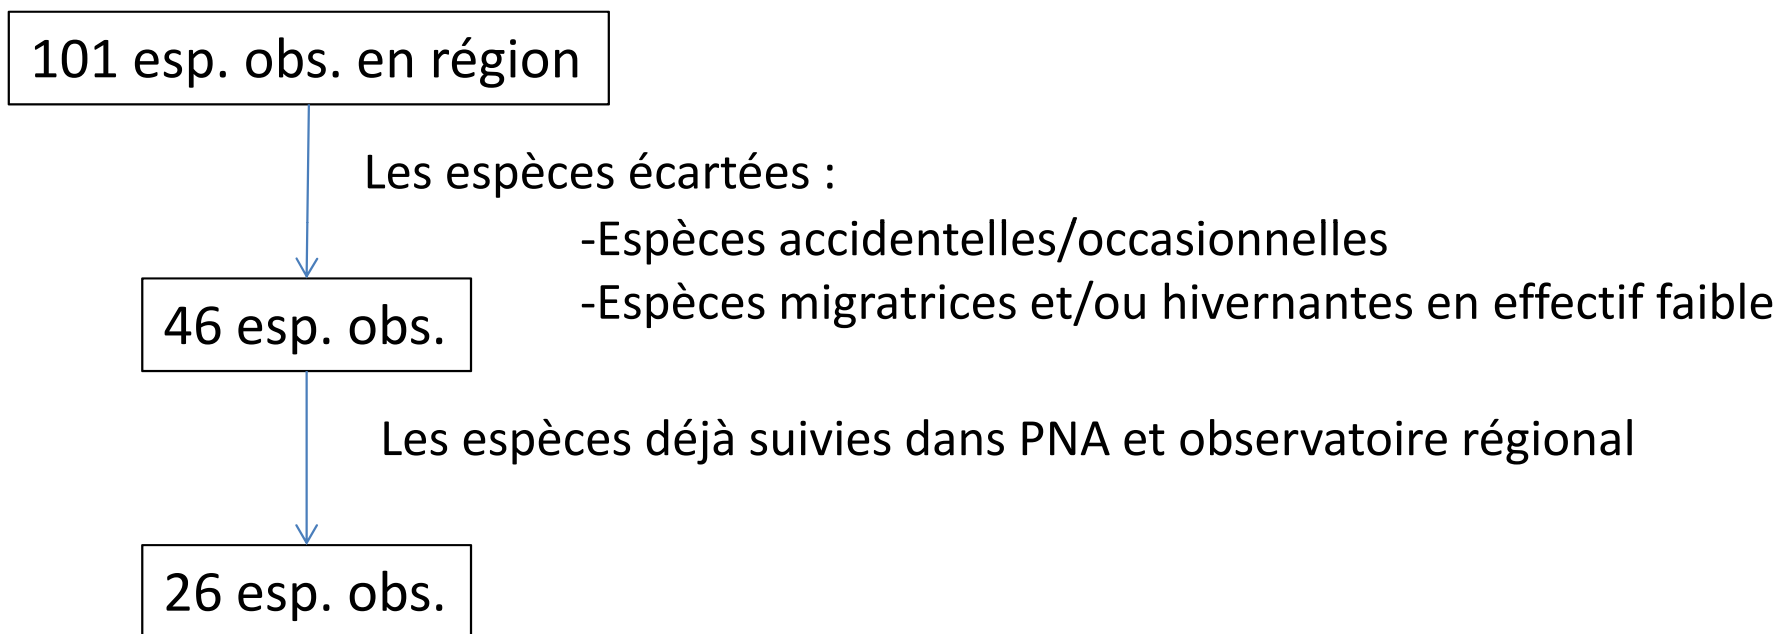 101 esp. obs. en région
Les espèces écartées :
-Espèces accidentelles/occasionnelles
-Espèces migratrices et/ou hivernantes en effectif faible
46 esp. obs.
Les espèces déjà suivies dans PNA et observatoire régional
26 esp. obs.